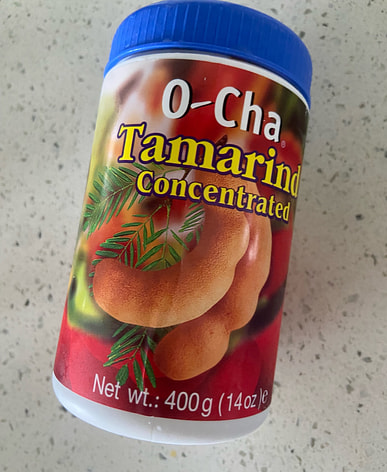 O-Cha®
Tamarind
Concentrated
Net wt.: 400g (14oz)e